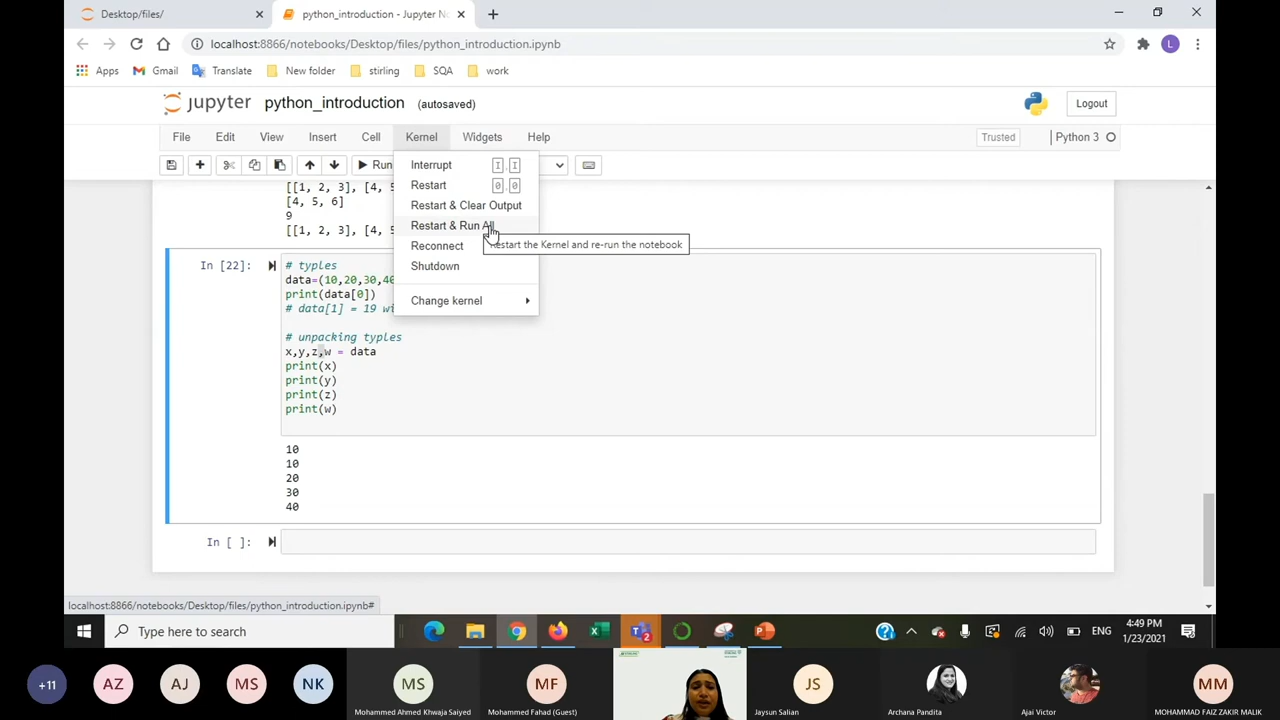 Desktop/files/
python_introduction - Jupyter No
localhost:8866/notebooks/Desktop/files/python_introduction.ipynb
L
Apps
Gmail
Translate
New folder
stirling
SQA
work
jupyter
python_introduction
(autosaved)
Logout
File
Edit
View
Insert
Cell
Kernel
Widgets
Help
Trusted
Python 3
Run
Interrupt
I,I
Restart
0,0
Restart & Clear Output
Restart & Run All
Restart the Kernel and re-run the notebook
Reconnect
Shutdown
Change kernel
[[1, 2, 3], [4, 5
[4, 5, 6]
9
[[1, 2, 3], [4, 5
In [22]:
# typles
data=(10,20,30,40
print(data[0])
# data[1] = 19 wi
# unpacking typles
x,y,z,w = data
print(x)
print(y)
print(z)
print(w)
10
10
20
30
40
In [ ]:
localhost:8866/notebooks/Desktop/files/python_introduction.ipynb#
Type here to search
2
ENG
4:49 PM
1/23/2021
+11
AZ
AJ
MS
NK
MS
Mohammed Ahmed Khwaja Saiyed
MF
Mohammed Fahad (Guest)
JS
Jaysun Salian
Archana Pandita
Ajai Victor
MM
MOHAMMAD FAIZ ZAKIR MALIK